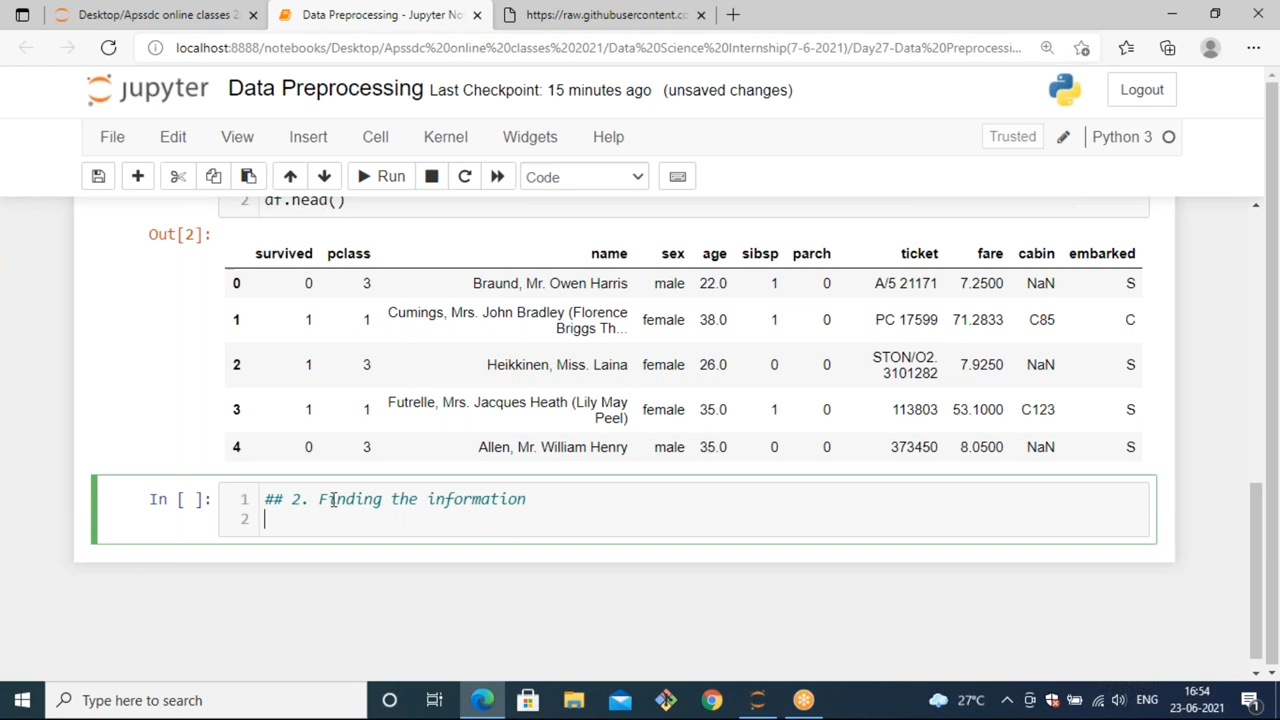 Desktop/Apssdc online classes 2
Data Preprocessing - Jupyter No
https://raw.githubusercontent.co
localhost:8888/notebooks/Desktop/Apssdc%20online%20classes%202021/Data%20Science%20Internship(7-6-2021)/Day27-Data%20Preprocessi...
jupyter Data Preprocessing Last Checkpoint: 15 minutes ago (unsaved changes) Logout
File Edit View Insert Cell Kernel Widgets Help Trusted Python 3
Run Code
2 df.head()
Out[2]:
survived pclass name sex age sibsp parch ticket fare cabin embarked
0 0 3 Braund, Mr. Owen Harris male 22.0 1 0 A/5 21171 7.2500 NaN S
1 1 1 Cumings, Mrs. John Bradley (Florence Briggs Th... female 38.0 1 0 PC 17599 71.2833 C85 C
2 1 3 Heikkinen, Miss. Laina female 26.0 0 0 STON/O2. 3101282 7.9250 NaN S
3 1 1 Futrelle, Mrs. Jacques Heath (Lily May Peel) female 35.0 1 0 113803 53.1000 C123 S
4 0 3 Allen, Mr. William Henry male 35.0 0 0 373450 8.0500 NaN S
In [ ]: 1 ## 2. Finding the information
2
Type here to search
27°C ENG 16:54
23-06-2021
1